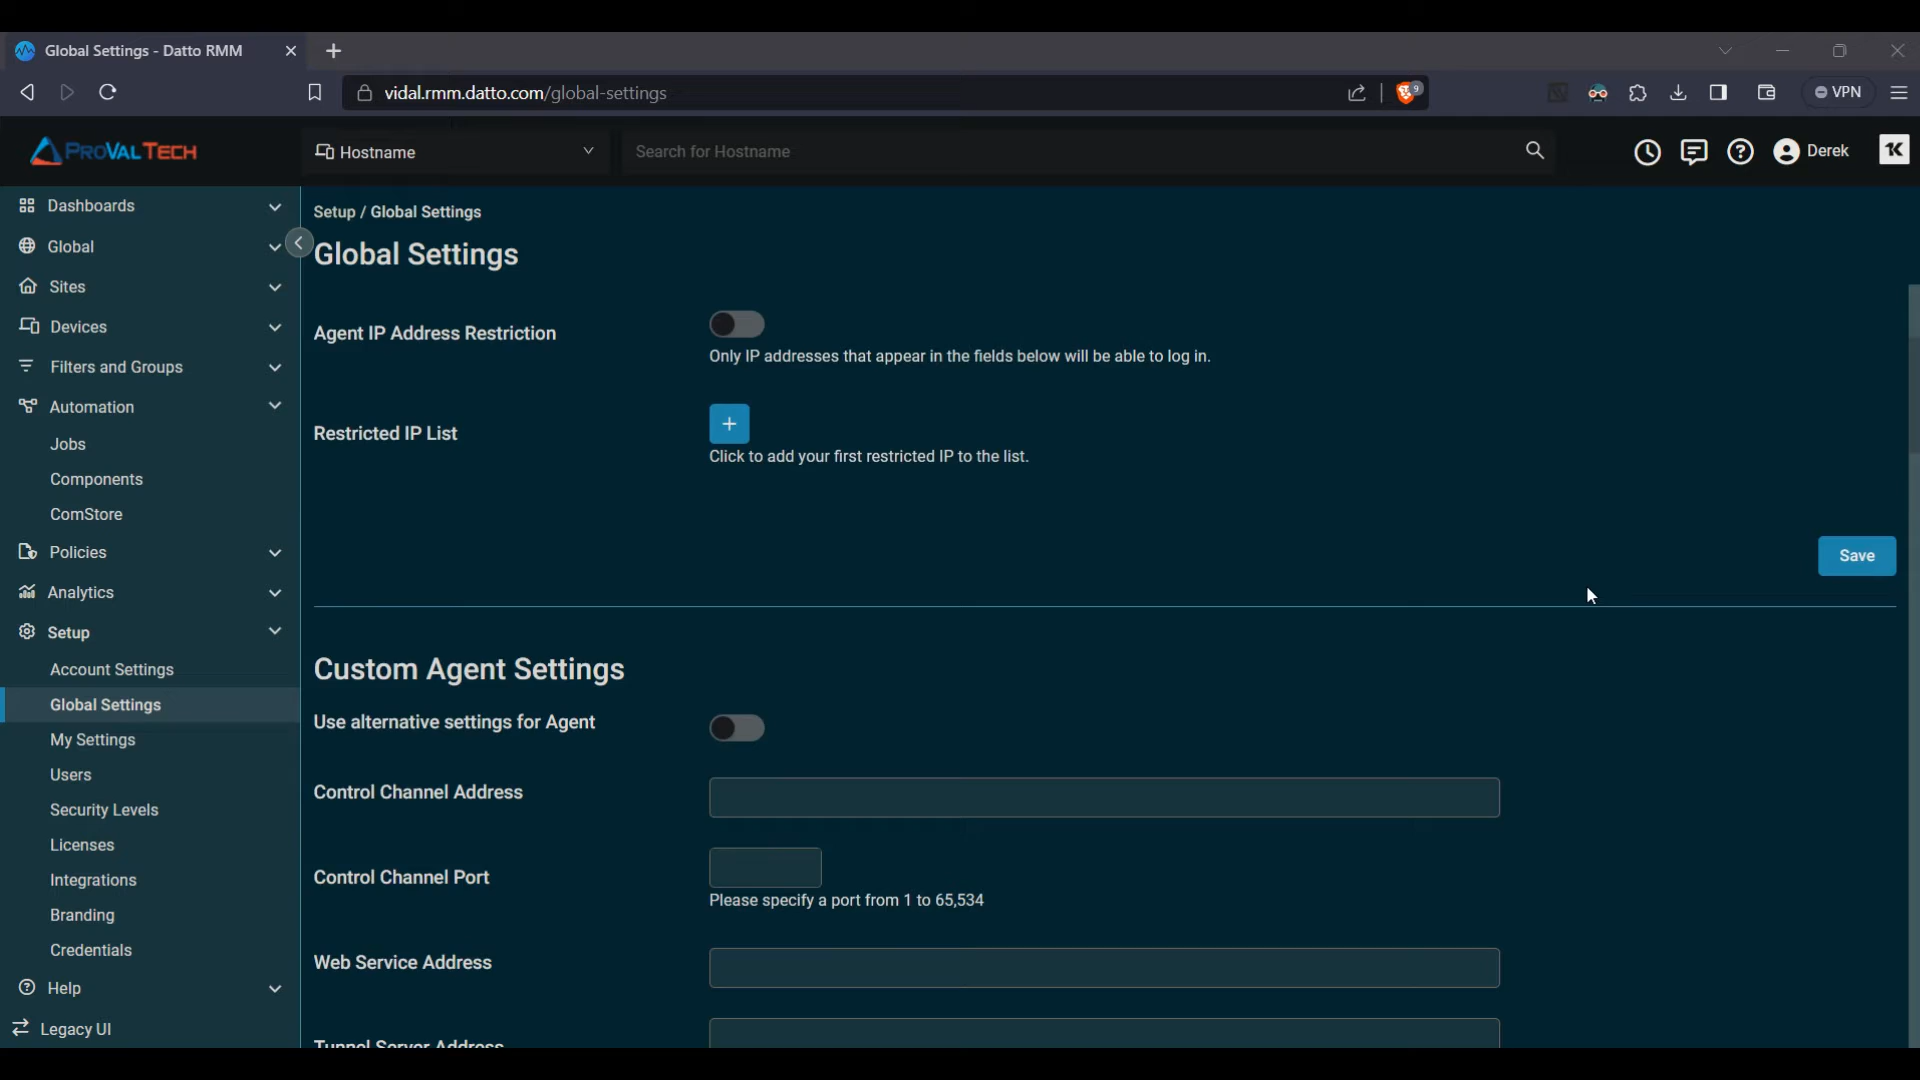 Global Settings - Datto RMM
vidal.rmm.datto.com/global-settings
9
VPN
PROVALTECH
Hostname
Search for Hostname
Derek
K
Dashboards
Global
Sites
Devices
Filters and Groups
Automation
Jobs
Components
ComStore
Policies
Analytics
Setup
Account Settings
Global Settings
My Settings
Users
Security Levels
Licenses
Integrations
Branding
Credentials
Help
Legacy UI
Setup / Global Settings
Global Settings
Agent IP Address Restriction
Only IP addresses that appear in the fields below will be able to log in.
Restricted IP List
+
Click to add your first restricted IP to the list.
Save
Custom Agent Settings
Use alternative settings for Agent
Control Channel Address
Control Channel Port
Please specify a port from 1 to 65,534
Web Service Address
Tunnel Server Address